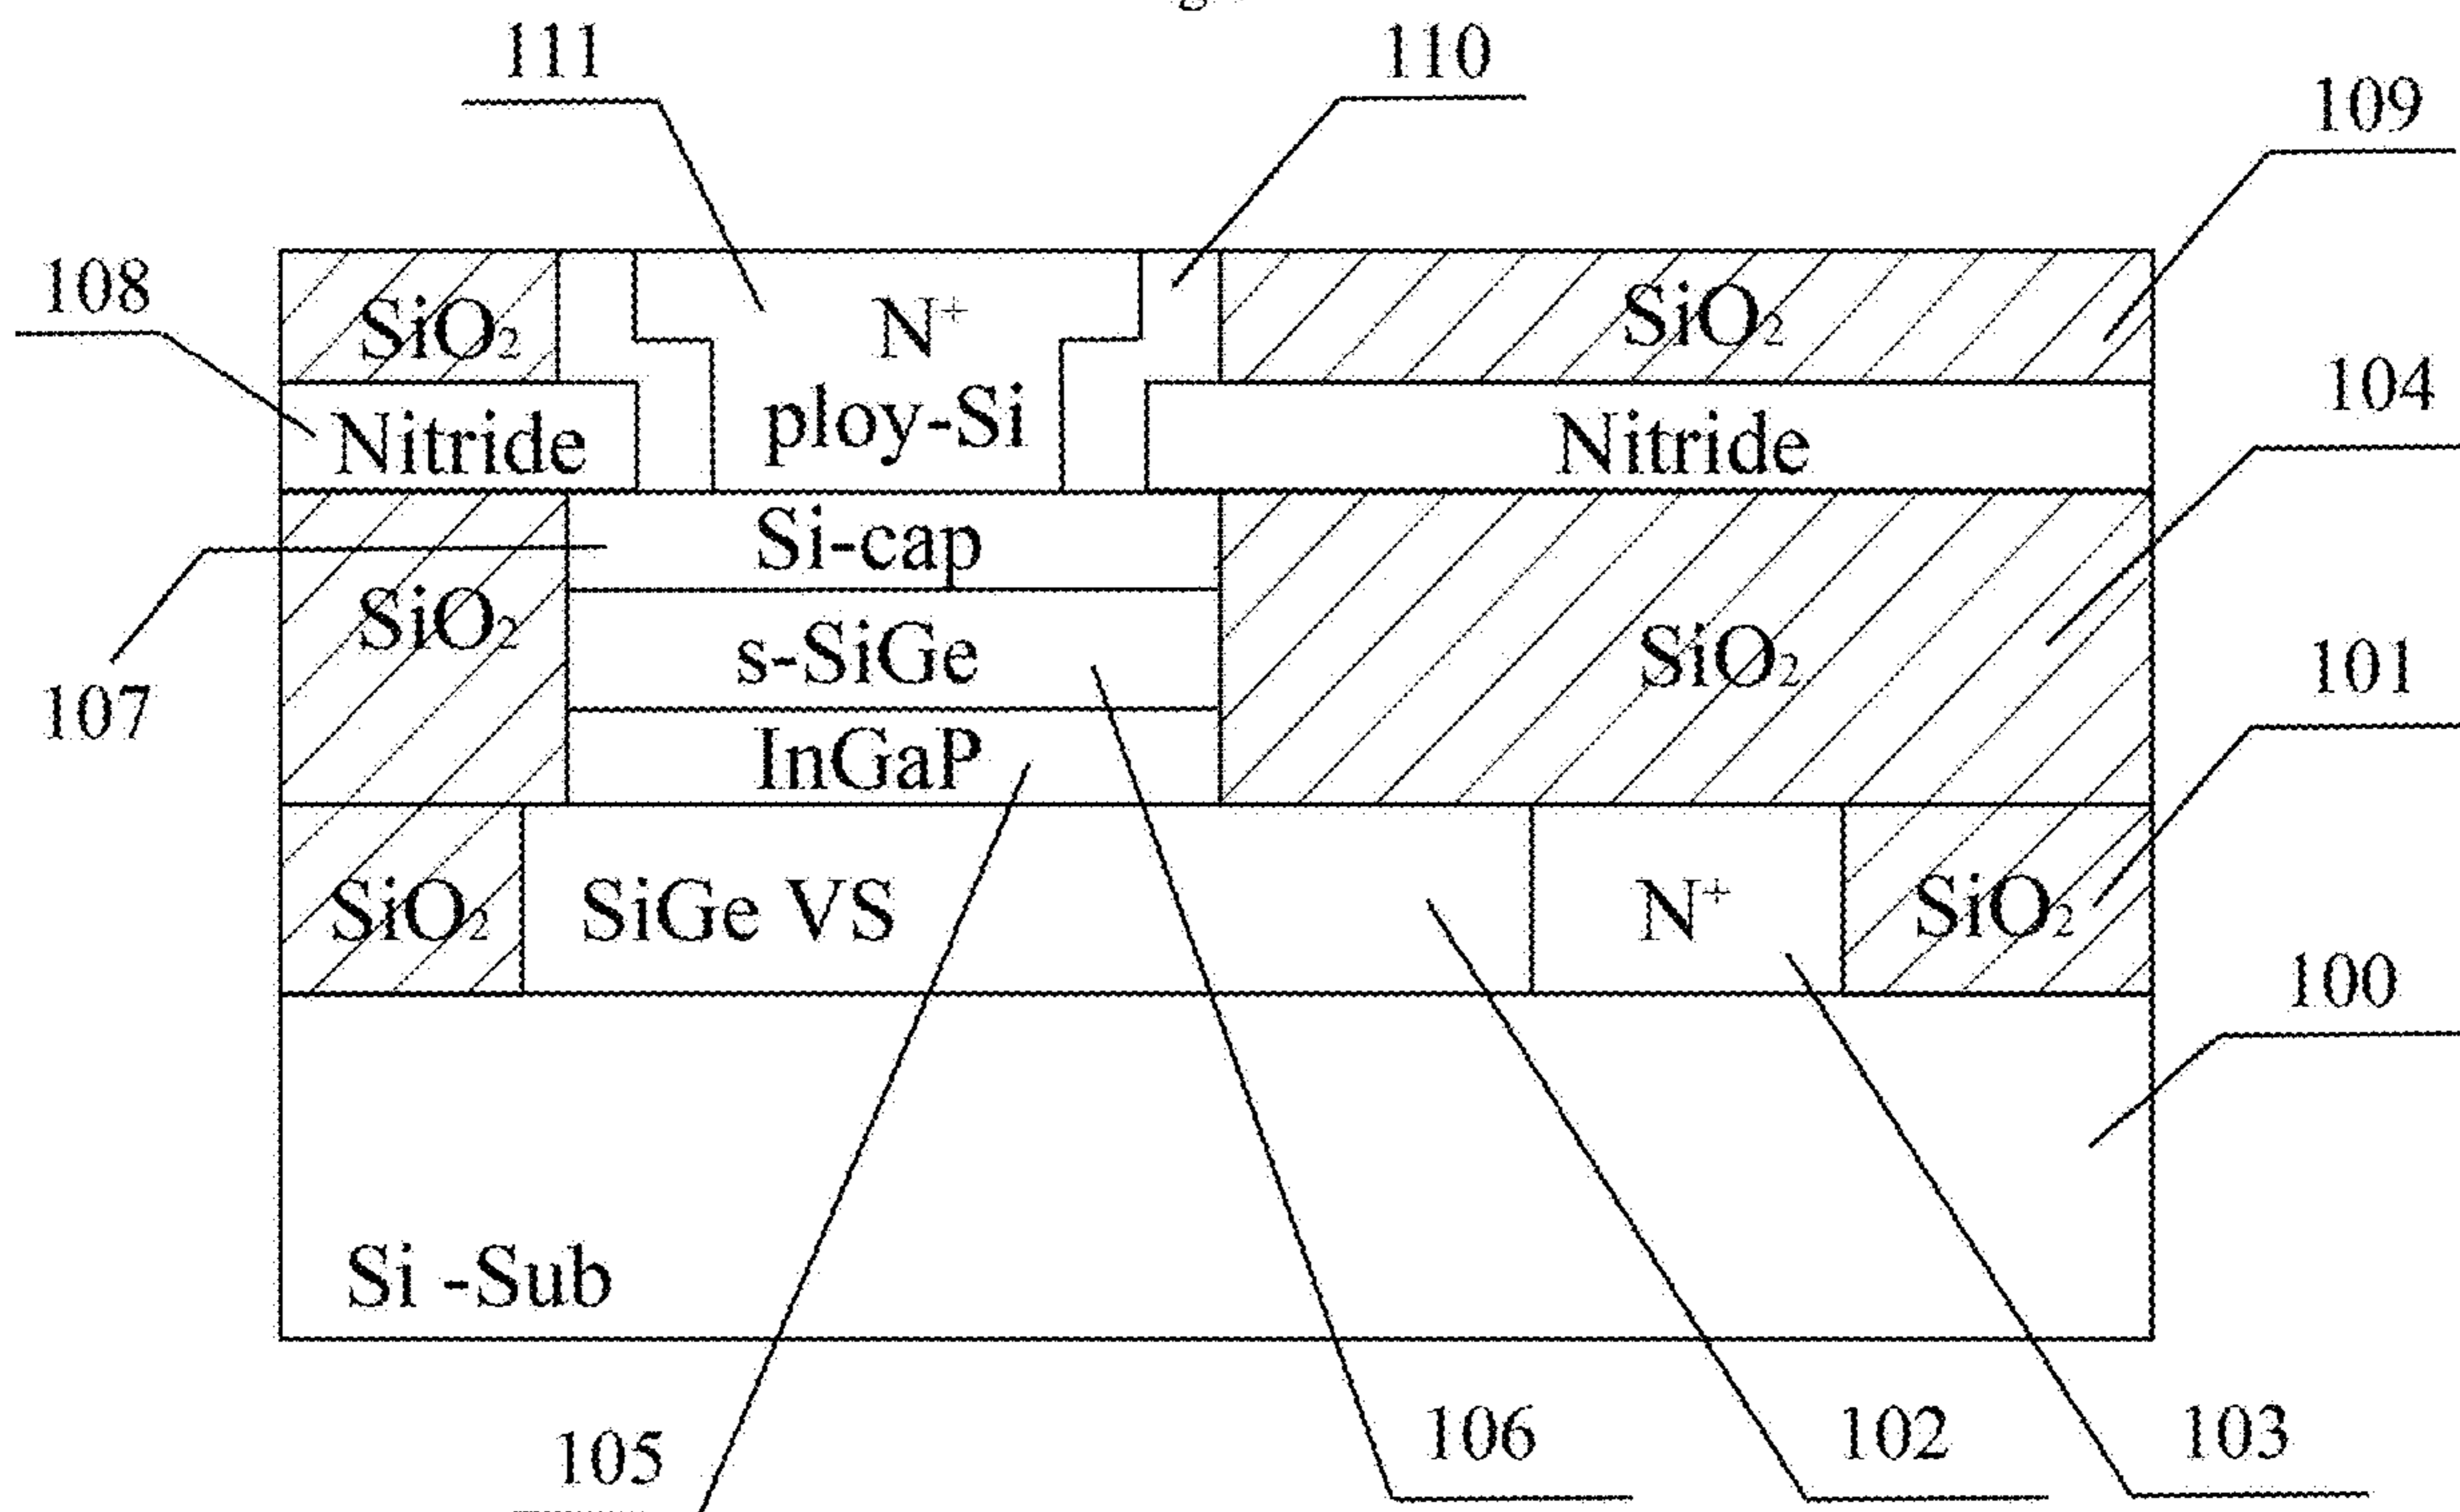 111
110
109
108
SiO₂
N⁺
ploy-Si
SiO₂
104
Nitride
Nitride
Si-cap
SiO₂
s-SiGe
SiO₂
101
107
InGaP
SiO₂
SiGe VS
N⁺
SiO₂
100
Si -Sub
105
106
102
103